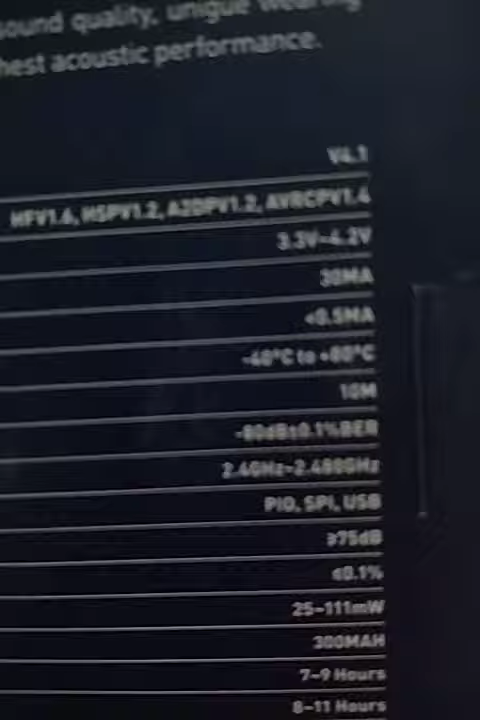 sound quality, unique wearing
hest acoustic performance.
V4.1
HFV1.6, HSPV1.2, A2DPV1.2, AVRCPV1.4
3.3V~4.2V
30MA
<0.5MA
-40°C to +80°C
10M
-80dB≤0.1%BER
2.4GHz~2.480GHz
PIO, SPI, USB
≥75dB
≤0.1%
25~111mW
300MAH
7-9 Hours
8-11 Hours